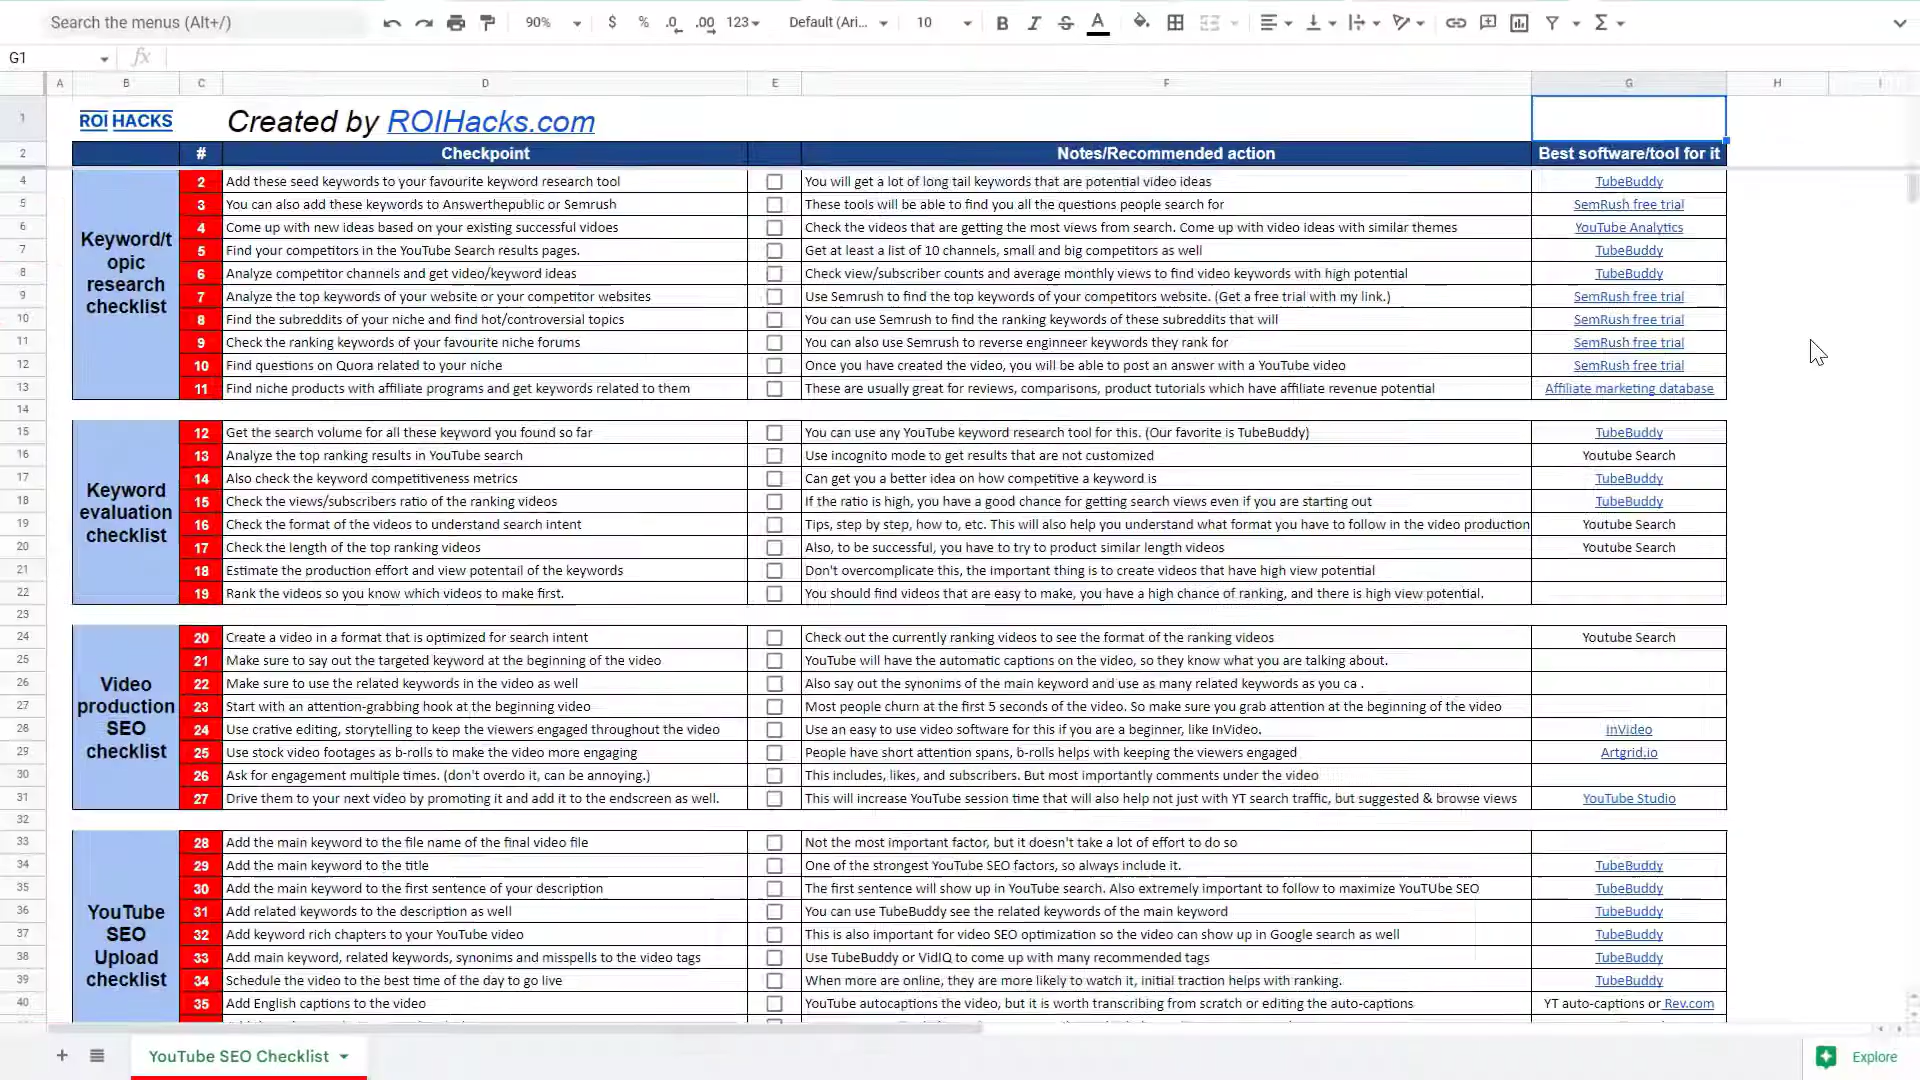 Search the menus (Alt+/)
90% $ % .0 .00 123 Default (Ari... 10 B I S A
G1 fx
A B C D E F G H I
1 ROI HACKS Created by ROIHacks.com
2 # Checkpoint Notes/Recommended action Best software/tool for it
Keyword/t
opic
research
checklist
4 2 Add these seed keywords to your favourite keyword research tool You will get a lot of long tail keywords that are potential video ideas TubeBuddy
5 3 You can also add these keywords to Answerthepublic or Semrush These tools will be able to find you all the questions people search for SemRush free trial
6 4 Come up with new ideas based on your existing successful vidoes Check the videos that are getting the most views from search. Come up with video ideas with similar themes YouTube Analytics
7 5 Find your competitors in the YouTube Search results pages. Get at least a list of 10 channels, small and big competitors as well TubeBuddy
8 6 Analyze competitor channels and get video/keyword ideas Check view/subscriber counts and average monthly views to find video keywords with high potential TubeBuddy
9 7 Analyze the top keywords of your website or your competitor websites Use Semrush to find the top keywords of your competitors website. (Get a free trial with my link.) SemRush free trial
10 8 Find the subreddits of your niche and find hot/controversial topics You can use Semrush to find the ranking keywords of these subreddits that will SemRush free trial
11 9 Check the ranking keywords of your favourite niche forums You can also use Semrush to reverse enginneer keywords they rank for SemRush free trial
12 10 Find questions on Quora related to your niche Once you have created the video, you will be able to post an answer with a YouTube video SemRush free trial
13 11 Find niche products with affiliate programs and get keywords related to them These are usually great for reviews, comparisons, product tutorials which have affiliate revenue potential Affiliate marketing database
14
Keyword
evaluation
checklist
15 12 Get the search volume for all these keyword you found so far You can use any YouTube keyword research tool for this. (Our favorite is TubeBuddy) TubeBuddy
16 13 Analyze the top ranking results in YouTube search Use incognito mode to get results that are not customized Youtube Search
17 14 Also check the keyword competitiveness metrics Can get you a better idea on how competitive a keyword is TubeBuddy
18 15 Check the views/subscribers ratio of the ranking videos If the ratio is high, you have a good chance for getting search views even if you are starting out TubeBuddy
19 16 Check the format of the videos to understand search intent Tips, step by step, how to, etc. This will also help you understand what format you have to follow in the video production Youtube Search
20 17 Check the length of the top ranking videos Also, to be successful, you have to try to product similar length videos Youtube Search
21 18 Estimate the production effort and view potentail of the keywords Don't overcomplicate this, the important thing is to create videos that have high view potential
22 19 Rank the videos so you know which videos to make first. You should find videos that are easy to make, you have a high chance of ranking, and there is high view potential.
23
Video
production
SEO
checklist
24 20 Create a video in a format that is optimized for search intent Check out the currently ranking videos to see the format of the ranking videos Youtube Search
25 21 Make sure to say out the targeted keyword at the beginning of the video YouTube will have the automatic captions on the video, so they know what you are talking about.
26 22 Make sure to use the related keywords in the video as well Also say out the synonims of the main keyword and use as many related keywords as you ca .
27 23 Start with an attention-grabbing hook at the beginning video Most people churn at the first 5 seconds of the video. So make sure you grab attention at the beginning of the video
28 24 Use crative editing, storytelling to keep the viewers engaged throughout the video Use an easy to use video software for this if you are a beginner, like InVideo. InVideo
29 25 Use stock video footages as b-rolls to make the video more engaging People have short attention spans, b-rolls helps with keeping the viewers engaged Artgrid.io
30 26 Ask for engagement multiple times. (don't overdo it, can be annoying.) This includes, likes, and subscribers. But most importantly comments under the video
31 27 Drive them to your next video by promoting it and add it to the endscreen as well. This will increase YouTube session time that will also help not just with YT search traffic, but suggested & browse views YouTube Studio
32
YouTube
SEO
Upload
checklist
33 28 Add the main keyword to the file name of the final video file Not the most important factor, but it doesn't take a lot of effort to do so
34 29 Add the main keyword to the title One of the strongest YouTube SEO factors, so always include it. TubeBuddy
35 30 Add the main keyword to the first sentence of your description The first sentence will show up in YouTube search. Also extremely important to follow to maximize YouTUBe SEO TubeBuddy
36 31 Add related keywords to the description as well You can use TubeBuddy see the related keywords of the main keyword TubeBuddy
37 32 Add keyword rich chapters to your YouTube video This is also important for video SEO optimization so the video can show up in Google search as well TubeBuddy
38 33 Add main keyword, related keywords, synonims and misspells to the video tags Use TubeBuddy or VidIQ to come up with many recommended tags TubeBuddy
39 34 Schedule the video to the best time of the day to go live When more are online, they are more likely to watch it, initial traction helps with ranking. TubeBuddy
40 35 Add English captions to the video YouTube autocaptions the video, but it is worth transcribing from scratch or editing the auto-captions YT auto-captions or Rev.com
YouTube SEO Checklist Explore